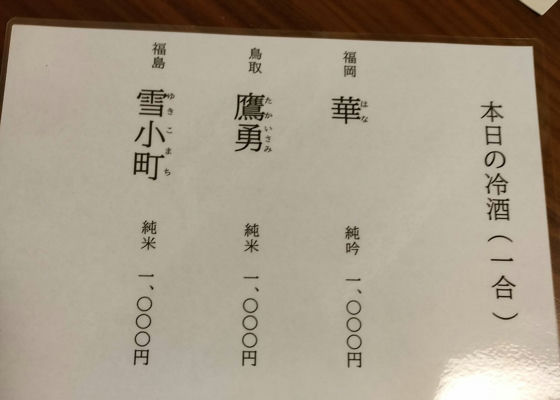 本日の冷酒（一合）
福岡 華 はな 純吟 一、〇〇〇円
鳥取 鷹勇 たかいさみ 純米 一、〇〇〇円
福島 雪小町 ゆきこまち 純米 一、〇〇〇円